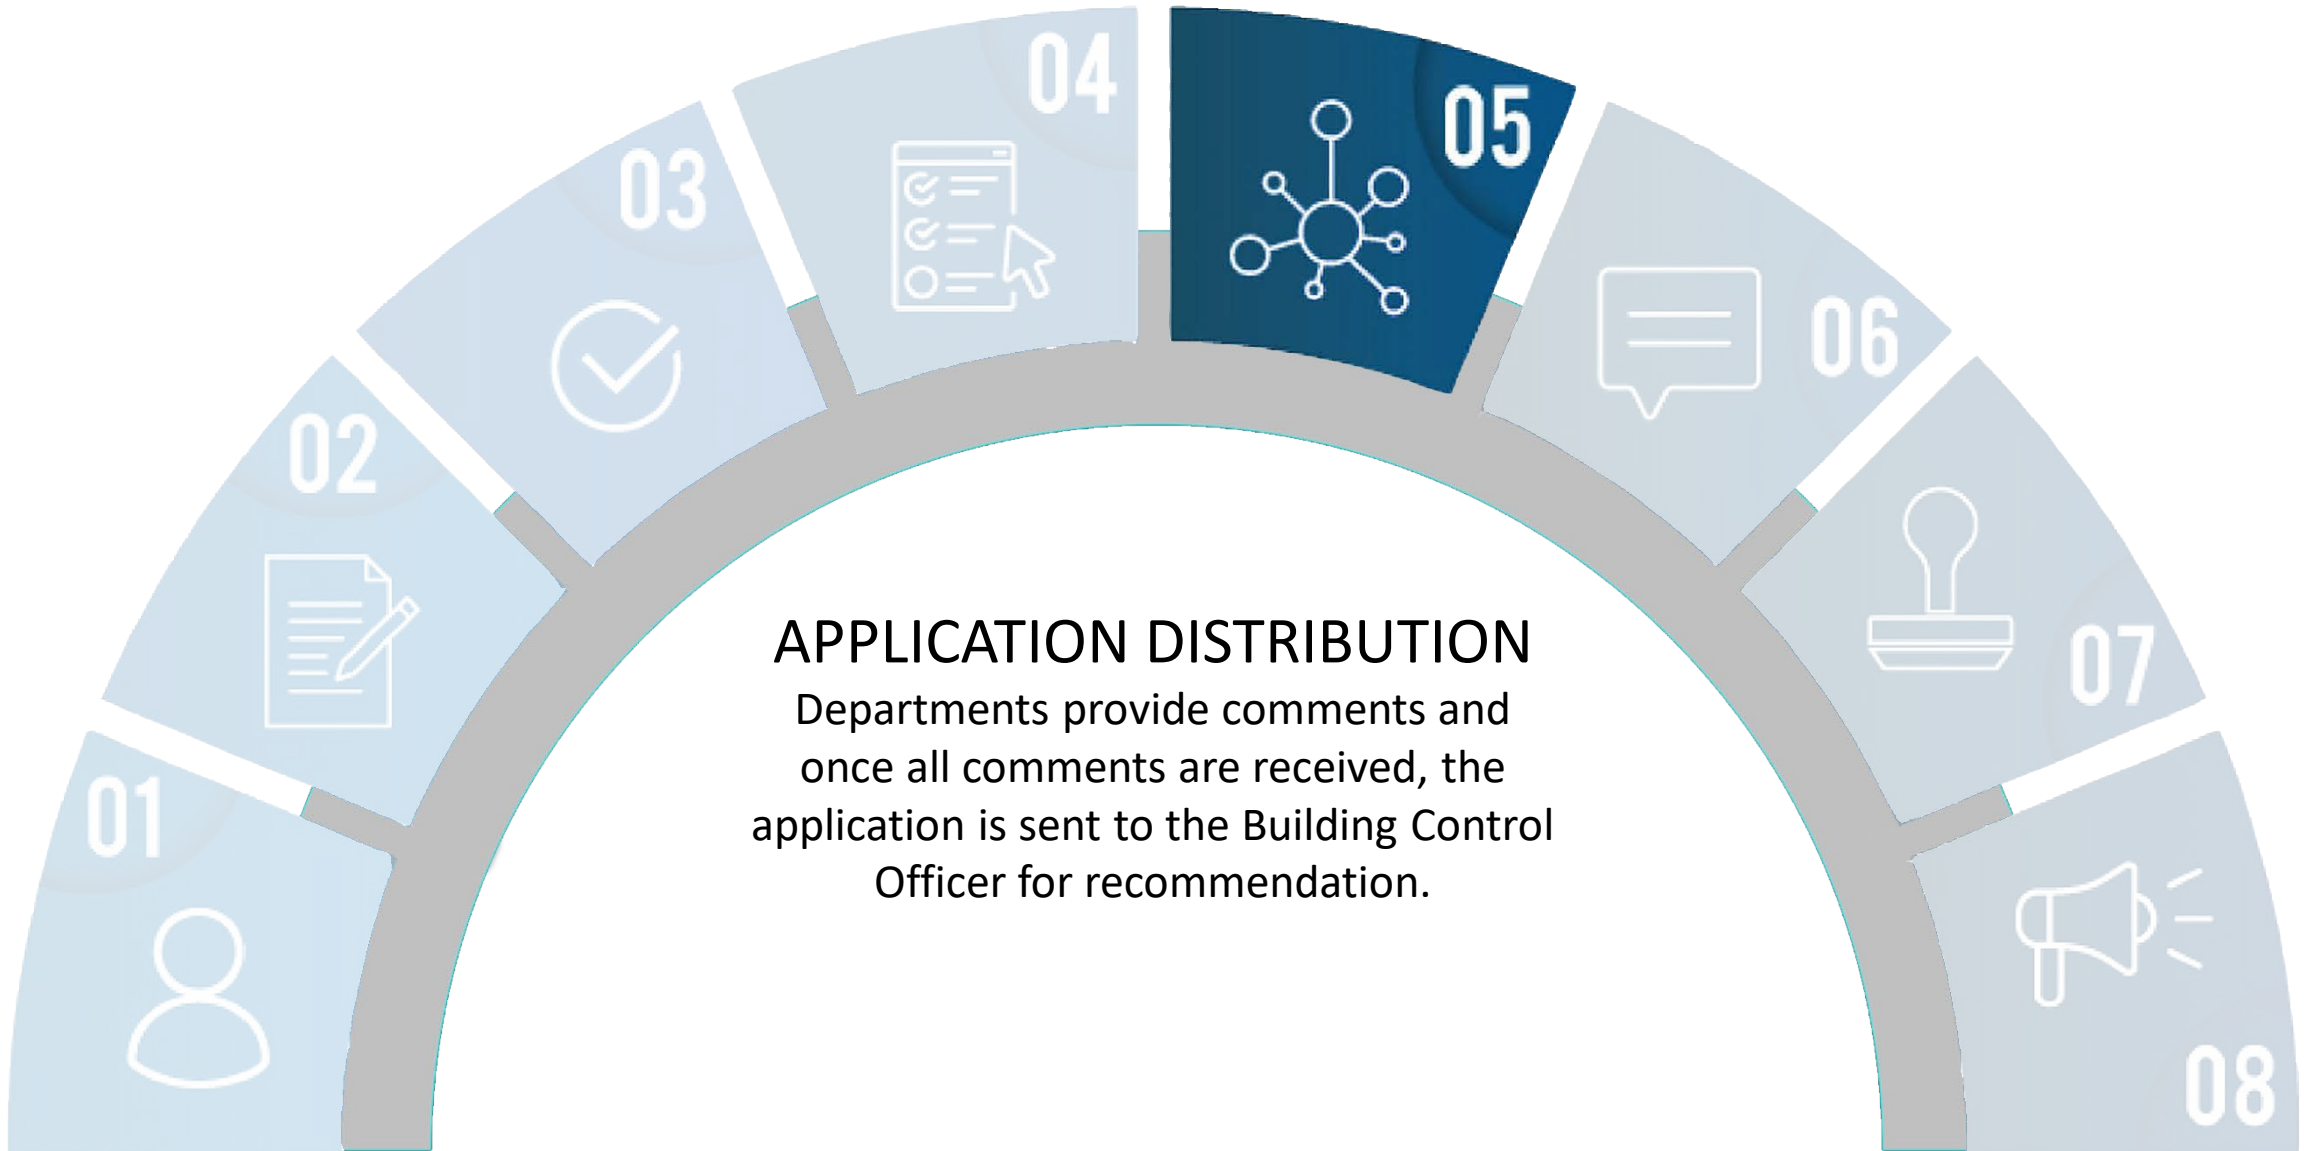 01
02
03
04
05
06
07
08
APPLICATION DISTRIBUTION
Departments provide comments and
once all comments are received, the
application is sent to the Building Control
Officer for recommendation.